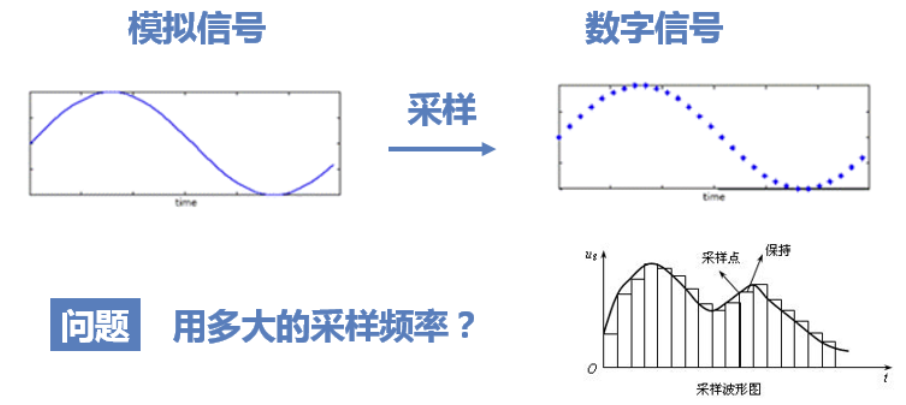 模拟信号
数字信号
采样
time
time
问题
用多大的采样频率？
us
采样点
保持
O
t
采样波形图